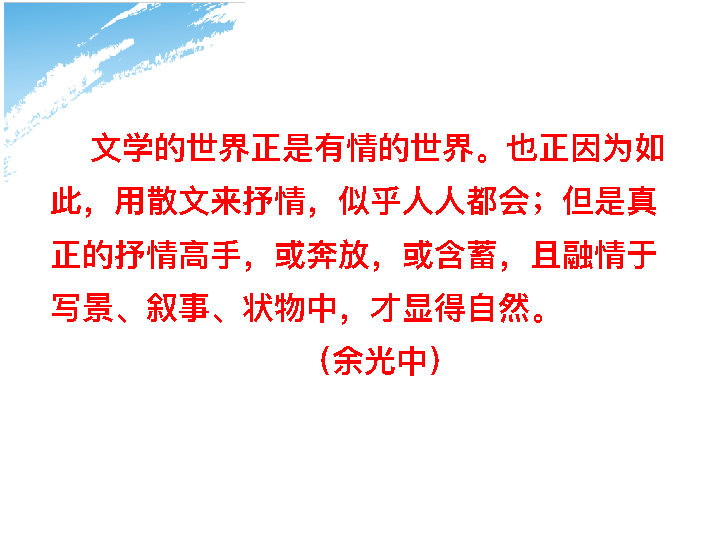 文学的世界正是有情的世界。也正因为如
此，用散文来抒情，似乎人人都会；但是真
正的抒情高手，或奔放，或含蓄，且融情于
写景、叙事、状物中，才显得自然。
（余光中）